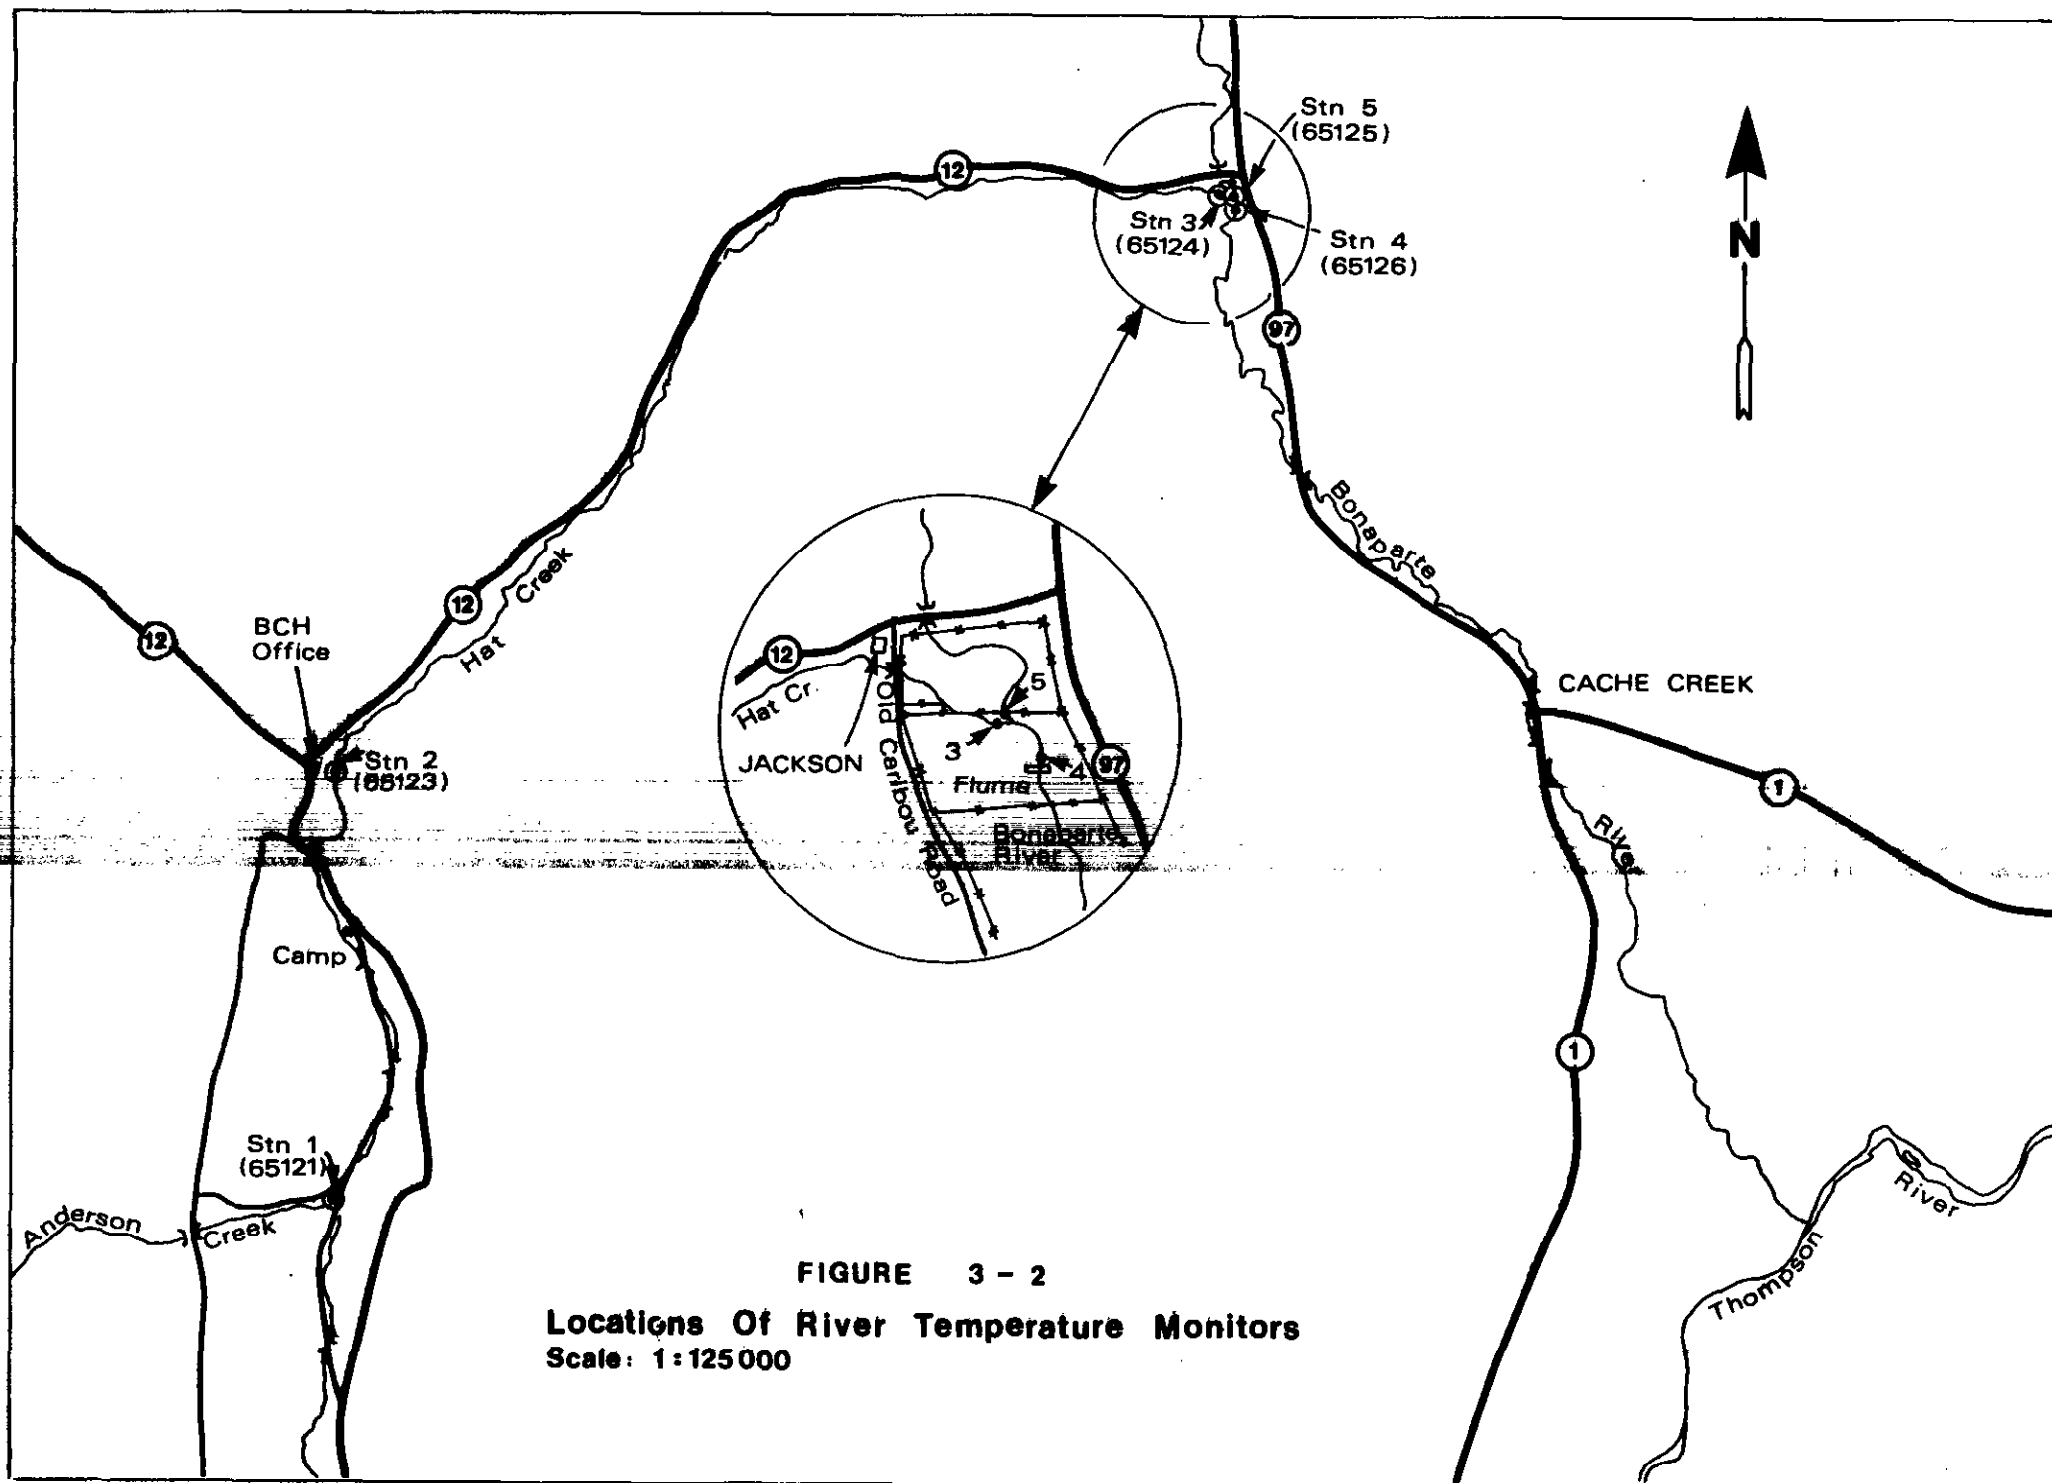 Stn 5
(65125)
12
Stn 3
(65124)
Stn 4
(65126)
N
97
Bonaparte
12
Hat Creek
12
BCH
Office
Stn 2
(65123)
CACHE CREEK
1
River
12
Hat Cr.
JACKSON
Old Cariboo Road
5
3
4
97
Flume
Bonaparte
River
Camp
1
Stn 1
(65121)
Anderson Creek
Thompson River
FIGURE 3 - 2
Locations Of River Temperature Monitors
Scale: 1:125000